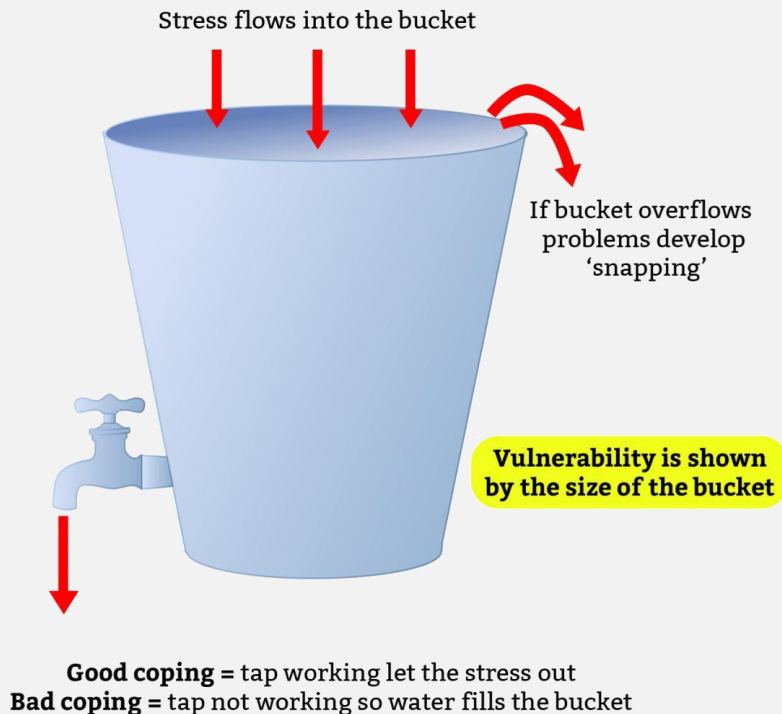 Stress flows into the bucket
If bucket overflows
problems develop
‘snapping’
Vulnerability is shown
by the size of the bucket
Good coping = tap working let the stress out
Bad coping = tap not working so water fills the bucket